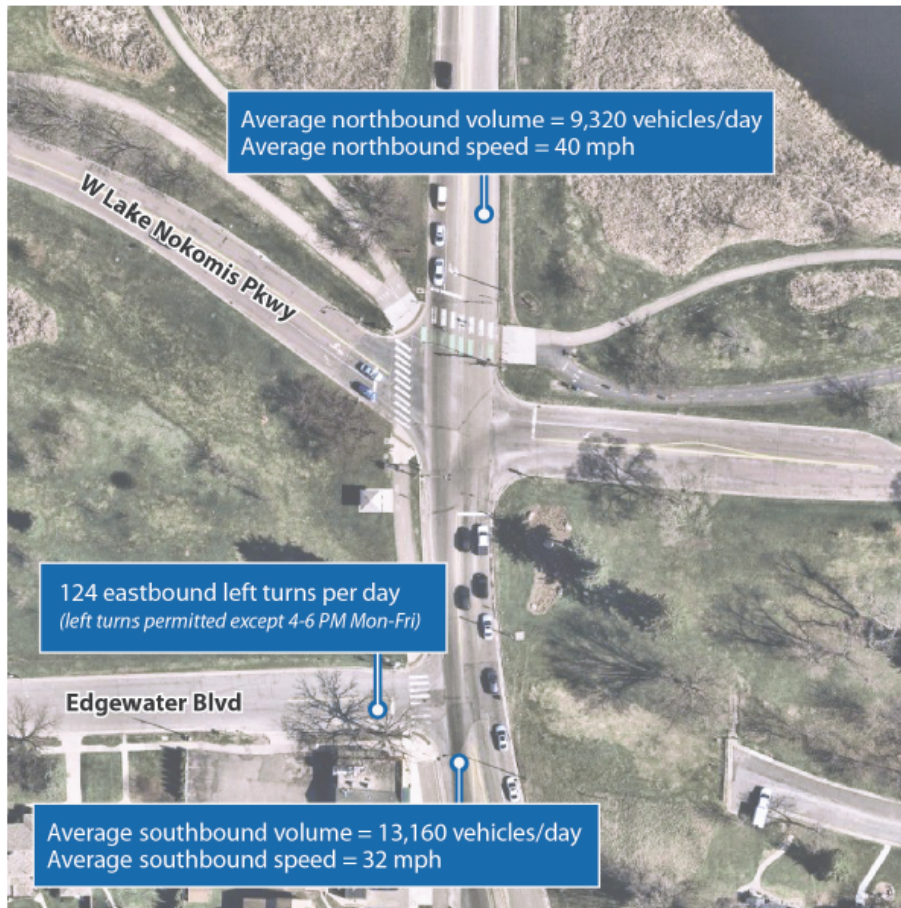 Average northbound volume = 9,320 vehicles/day
Average northbound speed = 40 mph
W Lake Nokomis Pkwy
124 eastbound left turns per day
(left turns permitted except 4-6 PM Mon-Fri)
Edgewater Blvd
Average southbound volume = 13,160 vehicles/day
Average southbound speed = 32 mph